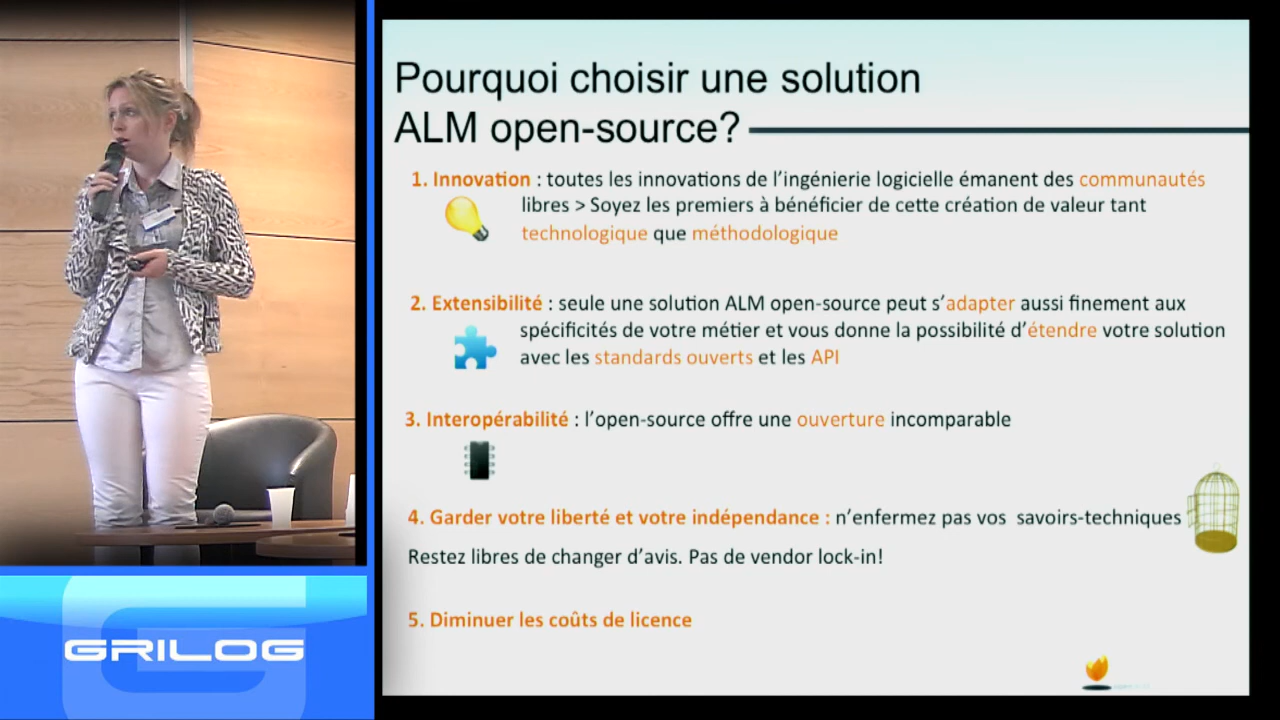 Pourquoi choisir une solution
ALM open-source?
1. Innovation : toutes les innovations de l'ingénierie logicielle émanent des communautés
libres > Soyez les premiers à bénéficier de cette création de valeur tant
technologique que méthodologique
2. Extensibilité : seule une solution ALM open-source peut s'adapter aussi finement aux
spécificités de votre métier et vous donne la possibilité d'étendre votre solution
avec les standards ouverts et les API
3. Interopérabilité : l'open-source offre une ouverture incomparable
4. Garder votre liberté et votre indépendance : n'enfermez pas vos savoirs-techniques
Restez libres de changer d'avis. Pas de vendor lock-in!
5. Diminuer les coûts de licence
GRILOG